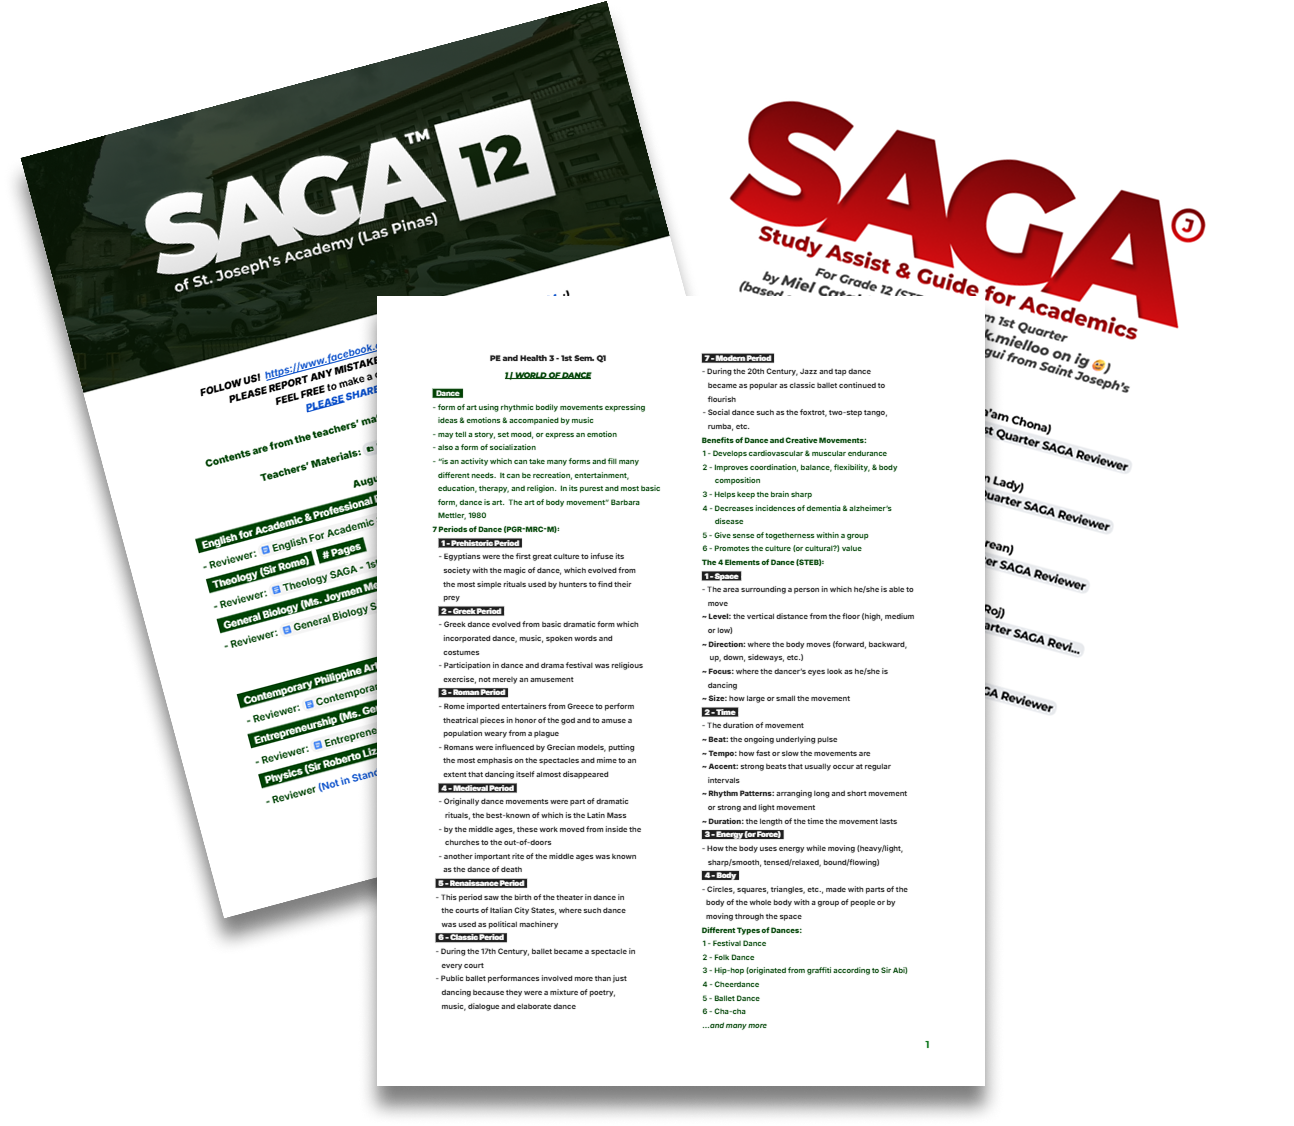 SAGA™ 12
of St. Joseph's Academy (Las Pinas)
FOLLOW US! https://www.facebook.
PLEASE REPORT ANY MISTAKE
FEEL FREE to make a
PLEASE SHARE
Contents are from the teachers'
Teachers' Materials:
English for Academic & Professional
- Reviewer: English For Academic
Theology (Sir Rome) # Pages
- Reviewer: Theology SAGA - 1st
General Biology (Ms. Joymen
- Reviewer: General Biology
Contemporary Philippine
- Reviewer:
Entrepreneurship (Ms.
- Reviewer:
Physics (Sir Roberto
- Reviewer (Not in
SAGA J
Study Assist & Guide for Academics
For Grade 12
by Miel
(based
1st Quarter
k.mielloo on ig 😅)
gui from Saint Joseph's
Chona)
Quarter SAGA Reviewer
Lady)
Quarter SAGA Reviewer
SAGA Reviewer
Roj)
SAGA Revi...
Reviewer
PE and Health 3 - 1st Sem. Q1
1 | WORLD OF DANCE
Dance
- form of art using rhythmic bodily movements expressing
ideas & emotions & accompanied by music
- may tell a story, set mood, or express an emotion
- also a form of socialization
- "is an activity which can take many forms and fill many
different needs. It can be recreation, entertainment,
education, therapy, and religion. In its purest and most basic
form, dance is art. The art of body movement" Barbara
Mettler, 1980
7 Periods of Dance (PGR-MRC-M):
1 - Prehistoric Period
- Egyptians were the first great culture to infuse its
society with the magic of dance, which evolved from
the most simple rituals used by hunters to find their
prey
2 - Greek Period
- Greek dance evolved from basic dramatic form which
incorporated dance, music, spoken words and
costumes
- Participation in dance and drama festival was religious
exercise, not merely an amusement
3 - Roman Period
- Rome imported entertainers from Greece to perform
theatrical pieces in honor of the god and to amuse a
population weary from a plague
- Romans were influenced by Grecian models, putting
the most emphasis on the spectacles and mime to an
extent that dancing itself almost disappeared
4 - Medieval Period
- Originally dance movements were part of dramatic
rituals, the best-known of which is the Latin Mass
- by the middle ages, these work moved from inside the
churches to the out-of-doors
- another important rite of the middle ages was known
as the dance of death
5 - Renaissance Period
- This period saw the birth of the theater in dance in
the courts of Italian City States, where such dance
was used as political machinery
6 - Classic Period
- During the 17th Century, ballet became a spectacle in
every court
- Public ballet performances involved more than just
dancing because they were a mixture of poetry,
music, dialogue and elaborate dance
7 - Modern Period
- During the 20th Century, Jazz and tap dance
became as popular as classic ballet continued to
flourish
- Social dance such as the foxtrot, two-step tango,
rumba, etc.
Benefits of Dance and Creative Movements:
1 - Develops cardiovascular & muscular endurance
2 - Improves coordination, balance, flexibility, & body
composition
3 - Helps keep the brain sharp
4 - Decreases incidences of dementia & alzheimer's
disease
5 - Give sense of togetherness within a group
6 - Promotes the culture (or cultural?) value
The 4 Elements of Dance (STEB):
1 - Space
- The area surrounding a person in which he/she is able to
move
~ Level: the vertical distance from the floor (high, medium
or low)
~ Direction: where the body moves (forward, backward,
up, down, sideways, etc.)
~ Focus: where the dancer's eyes look as he/she is
dancing
~ Size: how large or small the movement
2 - Time
- The duration of movement
~ Beat: the ongoing underlying pulse
~ Tempo: how fast or slow the movements are
~ Accent: strong beats that usually occur at regular
intervals
~ Rhythm Patterns: arranging long and short movement
or strong and light movement
~ Duration: the length of the time the movement lasts
3 - Energy (or Force)
- How the body uses energy while moving (heavy/light,
sharp/smooth, tensed/relaxed, bound/flowing)
4 - Body
- Circles, squares, triangles, etc., made with parts of the
body of the whole body with a group of people or by
moving through the space
Different Types of Dances:
1 - Festival Dance
2 - Folk Dance
3 - Hip-hop (originated from graffiti according to Sir Abi)
4 - Cheerdance
5 - Ballet Dance
6 - Cha-cha
...and many more
1